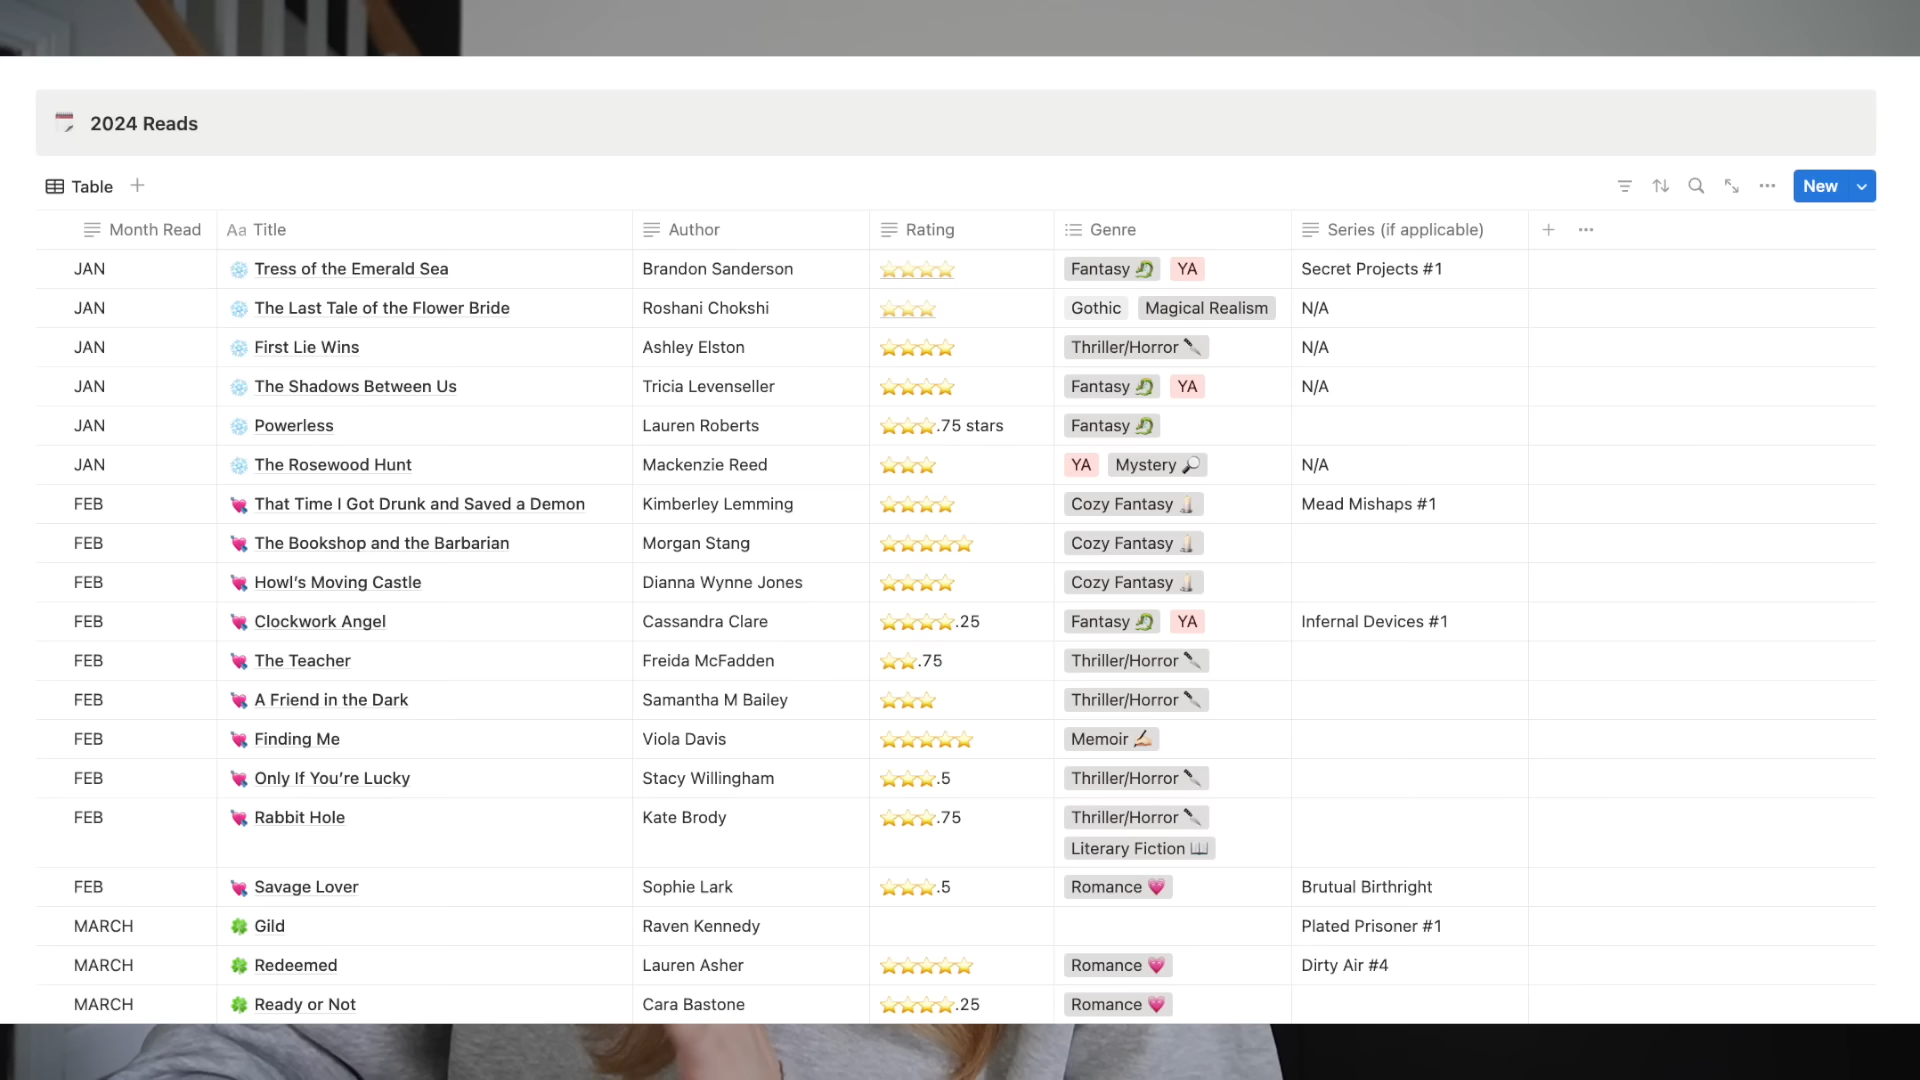 2024 Reads
Table
New
Month Read Aa Title Author Rating Genre Series (if applicable)
JAN Tress of the Emerald Sea Brandon Sanderson ⭐⭐⭐⭐ Fantasy 🐉 YA Secret Projects #1
JAN The Last Tale of the Flower Bride Roshani Chokshi ⭐⭐⭐ Gothic Magical Realism N/A
JAN First Lie Wins Ashley Elston ⭐⭐⭐⭐ Thriller/Horror 🔪 N/A
JAN The Shadows Between Us Tricia Levenseller ⭐⭐⭐⭐ Fantasy 🐉 YA N/A
JAN Powerless Lauren Roberts ⭐⭐⭐.75 stars Fantasy 🐉
JAN The Rosewood Hunt Mackenzie Reed ⭐⭐⭐ YA Mystery 🔎 N/A
FEB That Time I Got Drunk and Saved a Demon Kimberley Lemming ⭐⭐⭐⭐ Cozy Fantasy 🕯️ Mead Mishaps #1
FEB The Bookshop and the Barbarian Morgan Stang ⭐⭐⭐⭐⭐ Cozy Fantasy 🕯️
FEB Howl's Moving Castle Dianna Wynne Jones ⭐⭐⭐⭐ Cozy Fantasy 🕯️
FEB Clockwork Angel Cassandra Clare ⭐⭐⭐⭐.25 Fantasy 🐉 YA Infernal Devices #1
FEB The Teacher Freida McFadden ⭐⭐.75 Thriller/Horror 🔪
FEB A Friend in the Dark Samantha M Bailey ⭐⭐⭐ Thriller/Horror 🔪
FEB Finding Me Viola Davis ⭐⭐⭐⭐⭐ Memoir ✍🏻
FEB Only If You're Lucky Stacy Willingham ⭐⭐⭐.5 Thriller/Horror 🔪
FEB Rabbit Hole Kate Brody ⭐⭐⭐.75 Thriller/Horror 🔪
Literary Fiction 📖
FEB Savage Lover Sophie Lark ⭐⭐⭐.5 Romance 💗 Brutual Birthright
MARCH Gild Raven Kennedy Plated Prisoner #1
MARCH Redeemed Lauren Asher ⭐⭐⭐⭐⭐ Romance 💗 Dirty Air #4
MARCH Ready or Not Cara Bastone ⭐⭐⭐⭐.25 Romance 💗